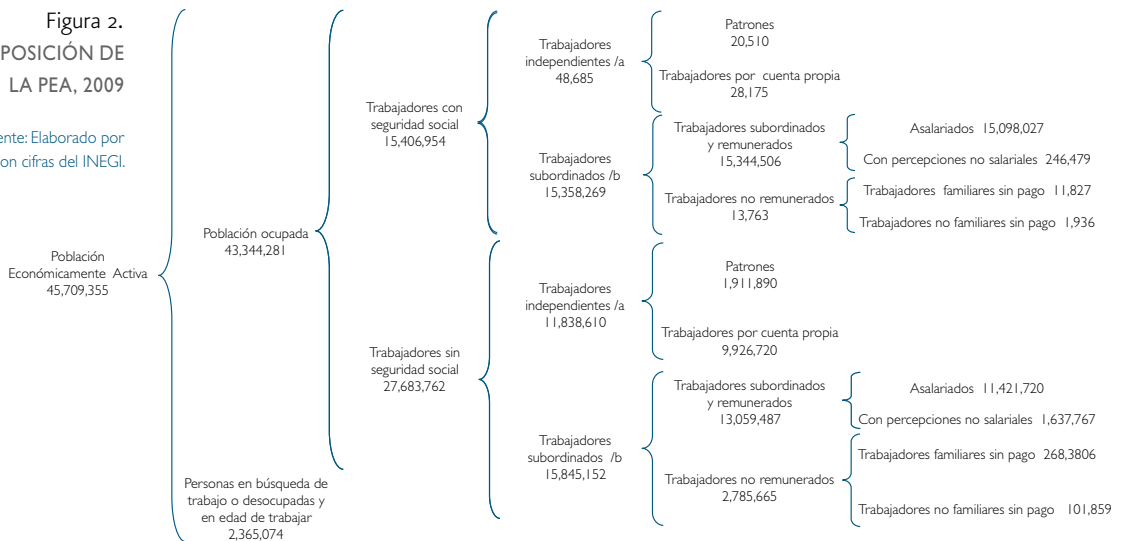 Figura 2.
POSICIÓN DE
LA PEA, 2009
ente: Elaborado por
on cifras del INEGI.
Población
Económicamente Activa
45,709,355
Población ocupada
43,344,281
Personas en búsqueda de
trabajo o desocupadas y
en edad de trabajar
2,365,074
Trabajadores con
seguridad social
15,406,954
Trabajadores sin
seguridad social
27,683,762
Trabajadores
independientes /a
48,685
Trabajadores
subordinados /b
15,358,269
Trabajadores
independientes /a
11,838,610
Trabajadores
subordinados /b
15,845,152
Patrones
20,510
Trabajadores por cuenta propia
28,175
Trabajadores subordinados
y remunerados
15,344,506
Trabajadores no remunerados
13,763
Patrones
1,911,890
Trabajadores por cuenta propia
9,926,720
Trabajadores subordinados
y remunerados
13,059,487
Trabajadores no remunerados
2,785,665
Asalariados 15,098,027
Con percepciones no salariales 246,479
Trabajadores familiares sin pago 11,827
Trabajadores no familiares sin pago 1,936
Asalariados 11,421,720
Con percepciones no salariales 1,637,767
Trabajadores familiares sin pago 268,3806
Trabajadores no familiares sin pago 101,859